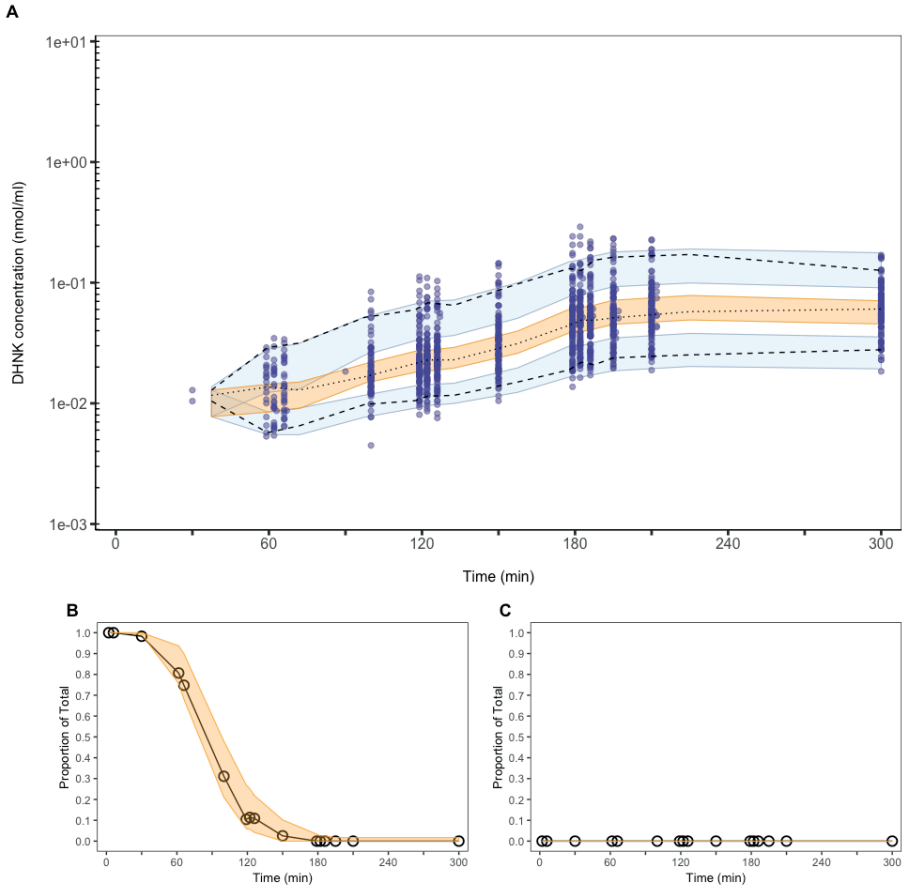 A
DHNK concentration (nmol/ml)
1e+01
1e+00
1e-01
1e-02
1e-03
0 60 120 180 240 300
Time (min)
B
Proportion of Total
1.0
0.9
0.8
0.7
0.6
0.5
0.4
0.3
0.2
0.1
0.0
0 60 120 180 240 300
Time (min)
C
Proportion of Total
1.0
0.9
0.8
0.7
0.6
0.5
0.4
0.3
0.2
0.1
0.0
0 60 120 180 240 300
Time (min)